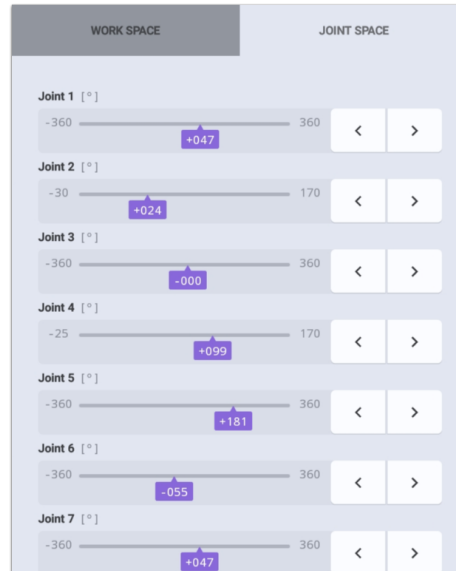 WORK SPACE JOINT SPACE
Joint 1 [°]
-360 360
+047
Joint 2 [°]
-30 170
+024
Joint 3 [°]
-360 360
-000
Joint 4 [°]
-25 170
+099
Joint 5 [°]
-360 360
+181
Joint 6 [°]
-360 360
-055
Joint 7 [°]
-360 360
+047